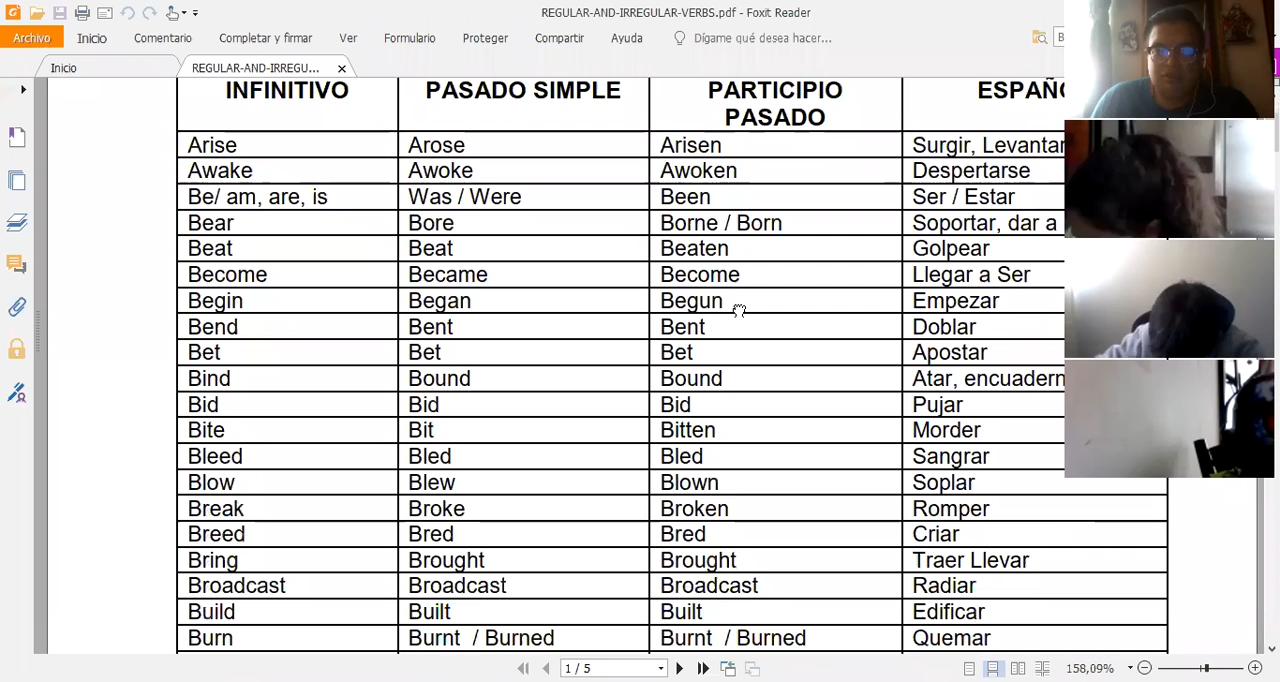 REGULAR-AND-IRREGULAR-VERBS.pdf - Foxit Reader
Archivo Inicio Comentario Completar y firmar Ver Formulario Proteger Compartir Ayuda Dígame qué desea hacer...
Inicio REGULAR-AND-IRREGU...
INFINITIVO PASADO SIMPLE PARTICIPIO PASADO ESPAÑO
Arise Arose Arisen Surgir, Levantar
Awake Awoke Awoken Despertarse
Be/ am, are, is Was / Were Been Ser / Estar
Bear Bore Borne / Born Soportar, dar a
Beat Beat Beaten Golpear
Become Became Become Llegar a Ser
Begin Began Begun Empezar
Bend Bent Bent Doblar
Bet Bet Bet Apostar
Bind Bound Bound Atar, encuadern
Bid Bid Bid Pujar
Bite Bit Bitten Morder
Bleed Bled Bled Sangrar
Blow Blew Blown Soplar
Break Broke Broken Romper
Breed Bred Bred Criar
Bring Brought Brought Traer Llevar
Broadcast Broadcast Broadcast Radiar
Build Built Built Edificar
Burn Burnt / Burned Burnt / Burned Quemar
1 / 5 158,09%